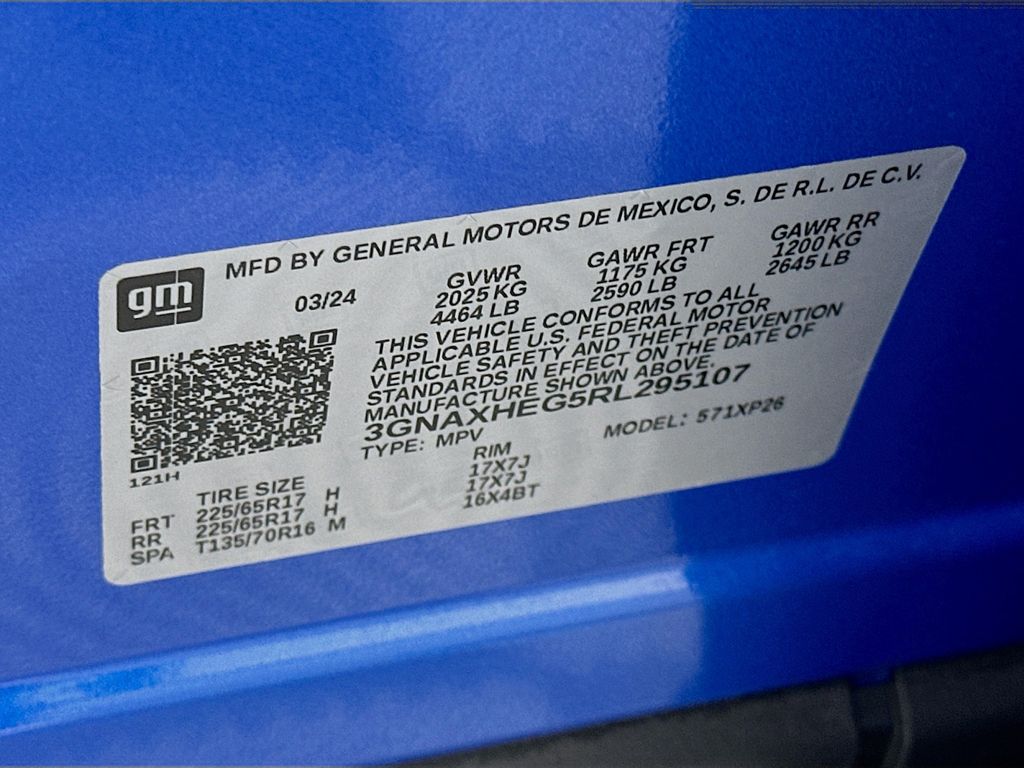 MFD BY GENERAL MOTORS DE MEXICO, S. DE R.L. DE C.V.
gm
03/24
GVWR GAWR FRT GAWR RR
2025 KG 1175 KG 1200 KG
4464 LB 2590 LB 2645 LB
THIS VEHICLE CONFORMS TO ALL
APPLICABLE U.S. FEDERAL MOTOR
VEHICLE SAFETY AND THEFT PREVENTION
STANDARDS IN EFFECT ON THE DATE OF
MANUFACTURE SHOWN ABOVE.
3GNAXHEG5RL295107
TYPE: MPV MODEL: 571XP26
121H
TIRE SIZE RIM
FRT 225/65R17 H 17X7J
RR 225/65R17 H 17X7J
SPA T135/70R16 M 16X4BT